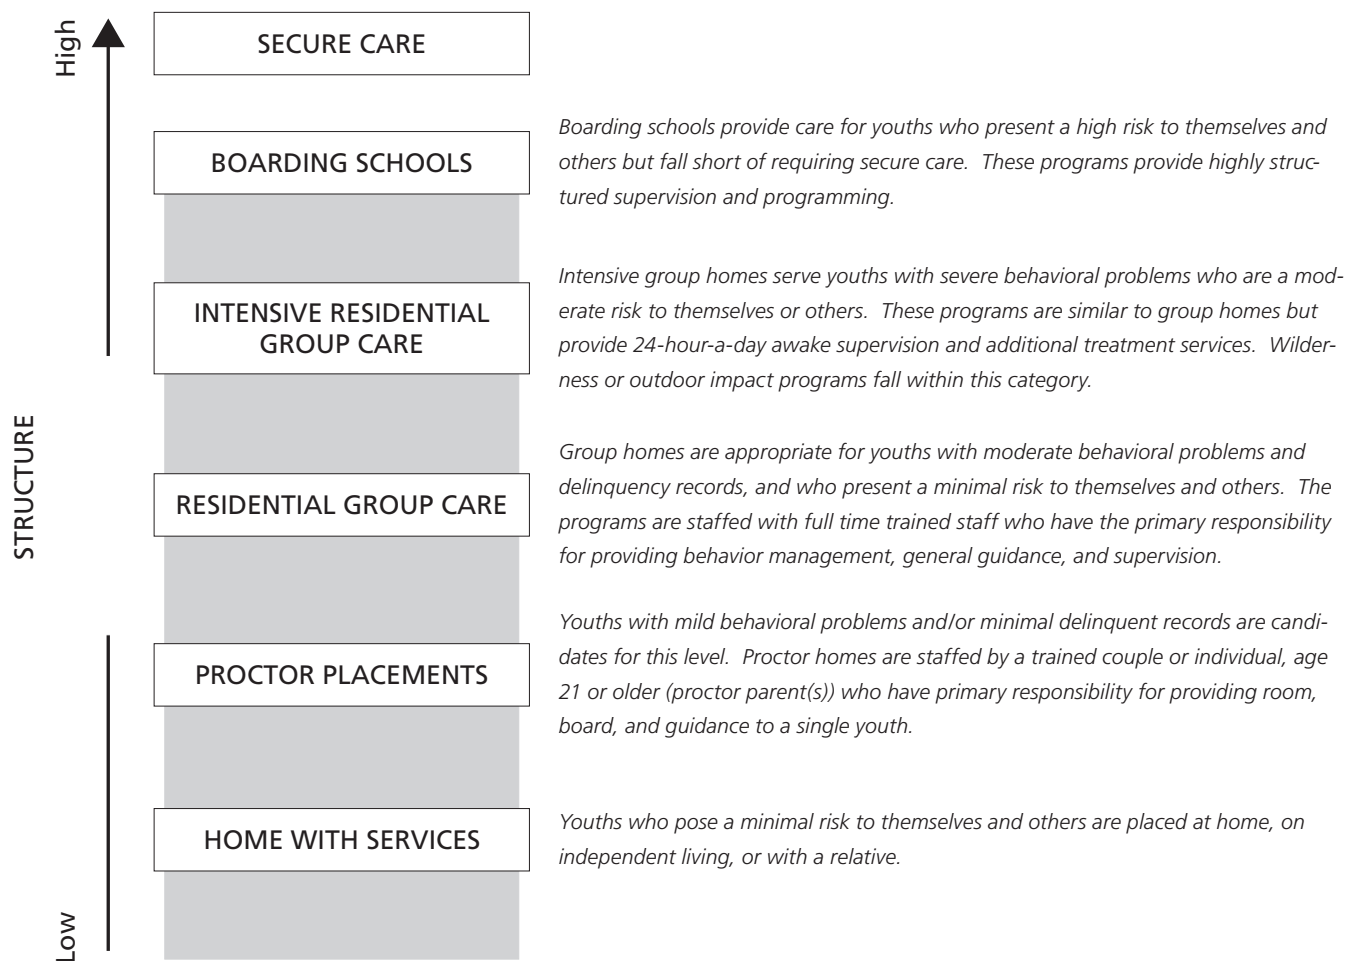 High
SECURE CARE
BOARDING SCHOOLS
Boarding schools provide care for youths who present a high risk to themselves and
others but fall short of requiring secure care.  These programs provide highly struc-
tured supervision and programming.
INTENSIVE RESIDENTIAL
GROUP CARE
Intensive group homes serve youths with severe behavioral problems who are a mod-
erate risk to themselves or others.  These programs are similar to group homes but
provide 24-hour-a-day awake supervision and additional treatment services.  Wilder-
ness or outdoor impact programs fall within this category.
STRUCTURE
RESIDENTIAL GROUP CARE
Group homes are appropriate for youths with moderate behavioral problems and
delinquency records, and who present a minimal risk to themselves and others.  The
programs are staffed with full time trained staff who have the primary responsibility
for providing behavior management, general guidance, and supervision.
PROCTOR PLACEMENTS
Youths with mild behavioral problems and/or minimal delinquent records are candi-
dates for this level.  Proctor homes are staffed by a trained couple or individual, age
21 or older (proctor parent(s)) who have primary responsibility for providing room,
board, and guidance to a single youth.
HOME WITH SERVICES
Youths who pose a minimal risk to themselves and others are placed at home, on
independent living, or with a relative.
Low